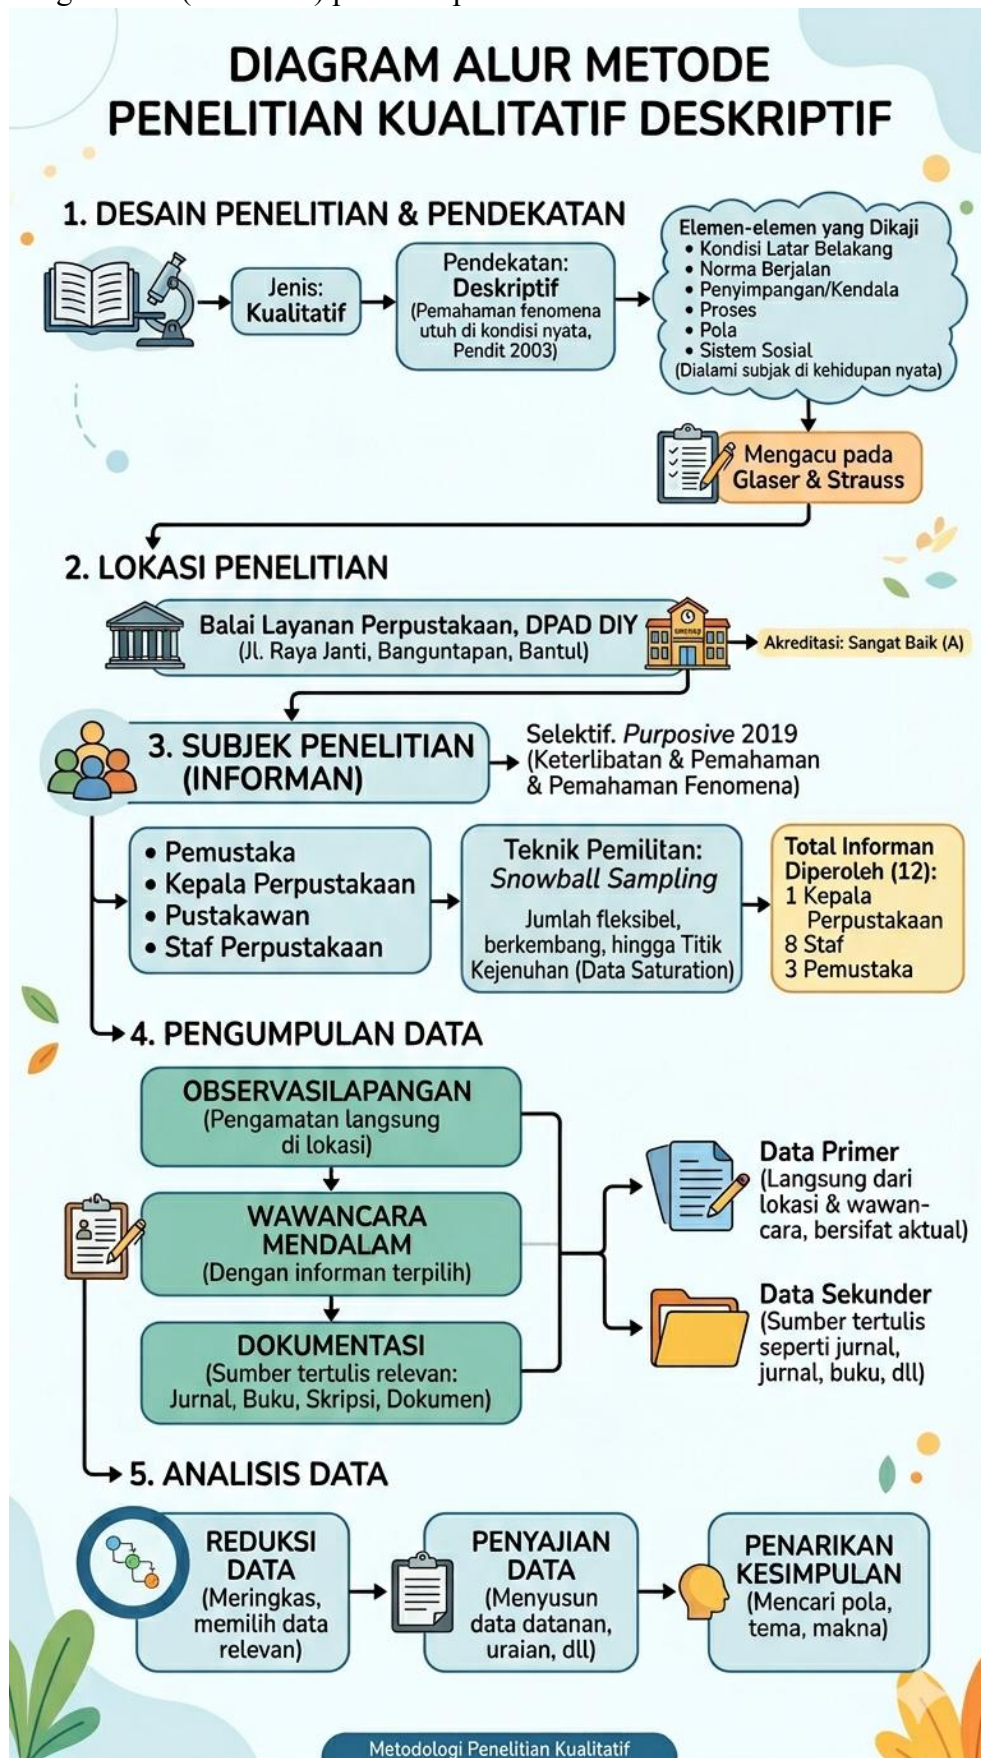 DIAGRAM ALUR METODE
PENELITIAN KUALITATIF DESKRIPTIF
1. DESAIN PENELITIAN & PENDEKATAN
Jenis:
Kualitatif
Pendekatan:
Deskriptif
(Pemahaman fenomena
utuh di kondisi nyata,
Pendit 2003)
Elemen-elemen yang Dikaji
• Kondisi Latar Belakang
• Norma Berjalan
• Penyimpangan/Kendala
• Proses
• Pola
• Sistem Sosial
(Dialami subjak di kehidupan nyata)
Mengacu pada
Glaser & Strauss
2. LOKASI PENELITIAN
Balai Layanan Perpustakaan, DPAD DIY
(Jl. Raya Janti, Banguntapan, Bantul)
Akreditasi: Sangat Baik (A)
3. SUBJEK PENELITIAN
(INFORMAN)
Selektif. Purposive 2019
(Keterlibatan & Pemahaman
& Pemahaman Fenomena)
• Pemustaka
• Kepala Perpustakaan
• Pustakawan
• Staf Perpustakaan
Teknik Pemilitan:
Snowball Sampling
Jumlah fleksibel,
berkembang, hingga Titik
Kejenuhan (Data Saturation)
Total Informan
Diperoleh (12):
1 Kepala
Perpustakaan
8 Staf
3 Pemustaka
4. PENGUMPULAN DATA
OBSERVASILAPANGAN
(Pengamatan langsung
di lokasi)
WAWANCARA
MENDALAM
(Dengan informan terpilih)
DOKUMENTASI
(Sumber tertulis relevan:
Jurnal, Buku, Skripsi, Dokumen)
Data Primer
(Langsung dari
lokasi & wawan-
cara, bersifat aktual)
Data Sekunder
(Sumber tertulis
seperti jurnal,
jurnal, buku, dll)
5. ANALISIS DATA
REDUKSI
DATA
(Meringkas,
memilih data
relevan)
PENYAJIAN
DATA
(Menyusun
data datanan,
uraian, dll)
PENARIKAN
KESIMPULAN
(Mencari pola,
tema, makna)
Metodologi Penelitian Kualitatif